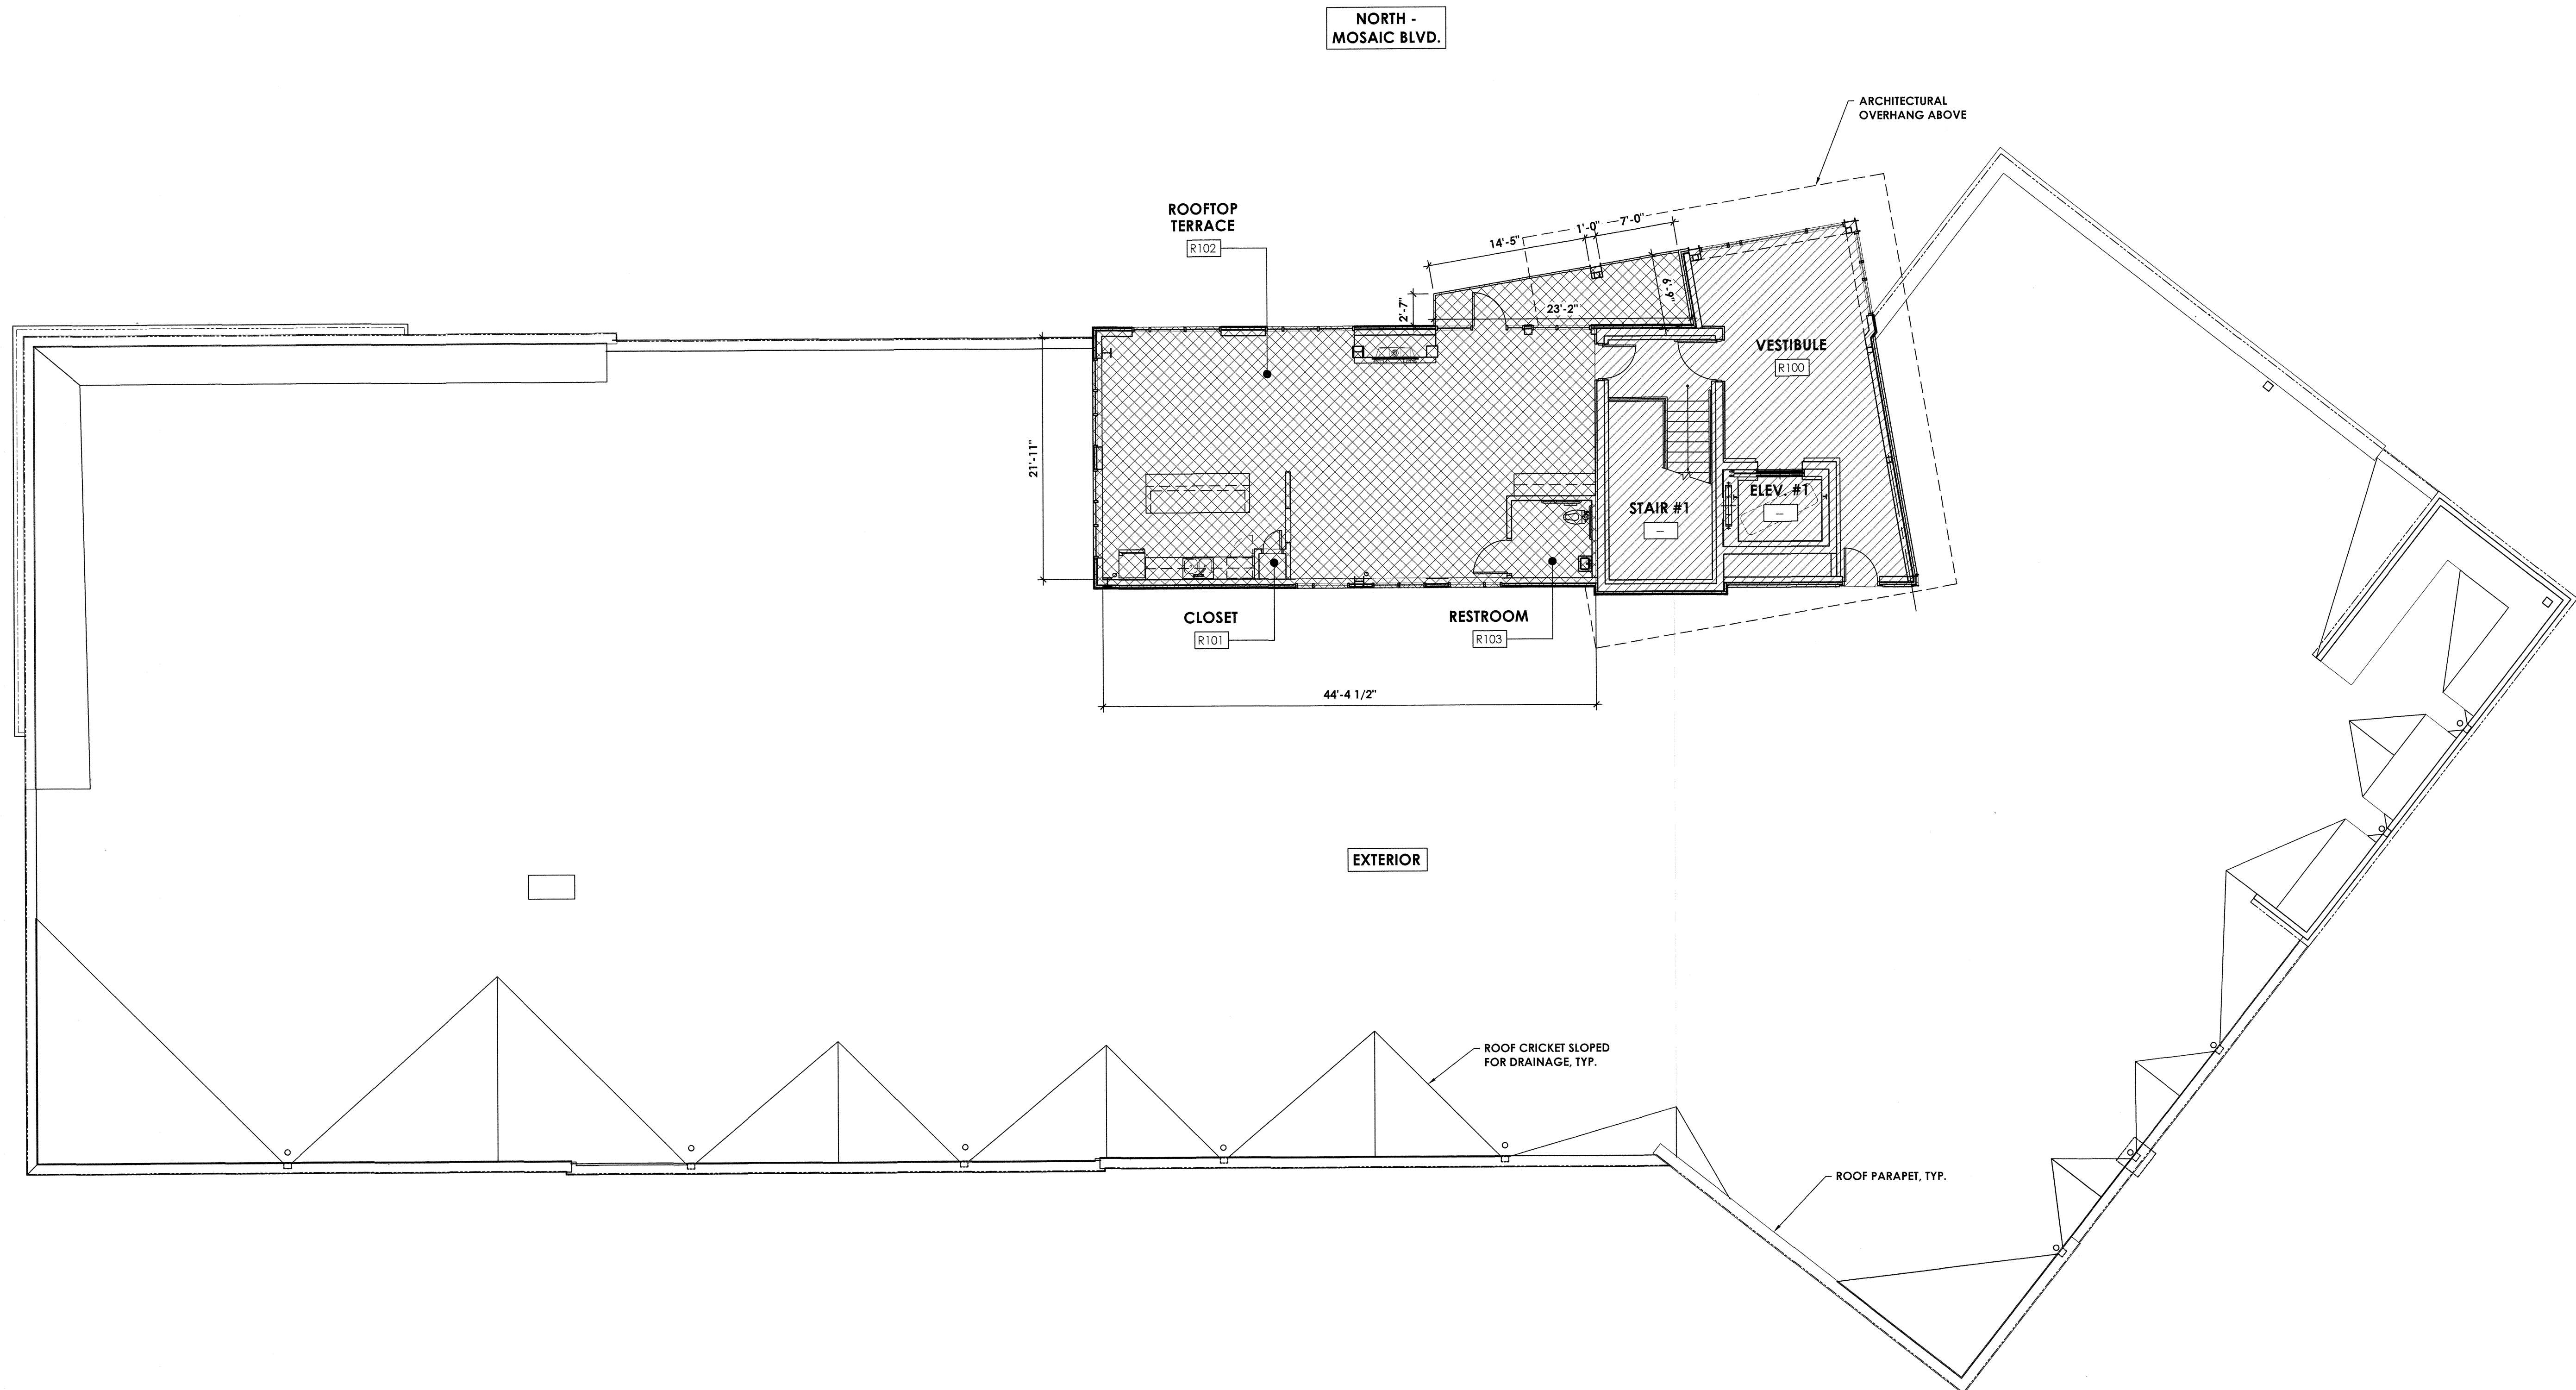 NORTH -
MOSAIC BLVD.
ARCHITECTURAL
OVERHANG ABOVE
ROOFTOP
TERRACE
R102
14'-5"
1'-0"
7'-0"
2'-7"
23'-2"
9'-9"
21'-11"
VESTIBULE
R100
ELEV. #1
---
STAIR #1
---
CLOSET
R101
RESTROOM
R103
44'-4 1/2"
EXTERIOR
ROOF CRICKET SLOPED
FOR DRAINAGE, TYP.
ROOF PARAPET, TYP.